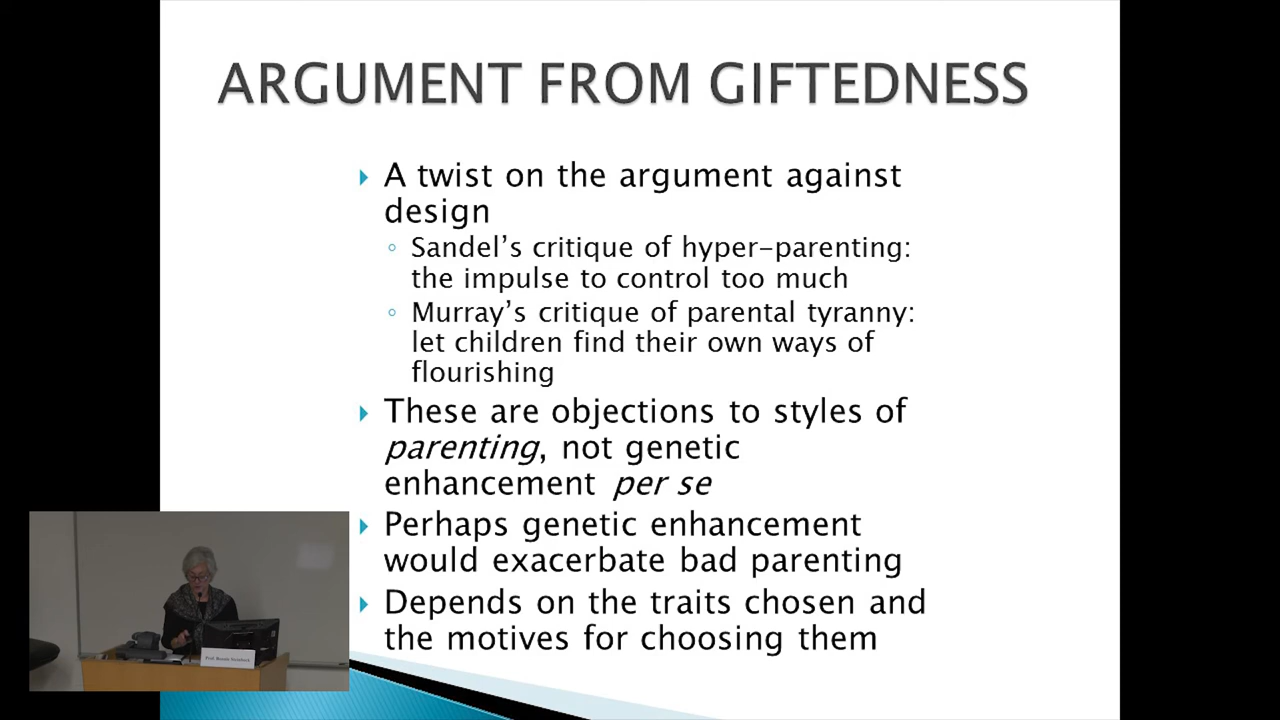 ARGUMENT FROM GIFTEDNESS
A twist on the argument against
design
Sandel's critique of hyper-parenting:
the impulse to control too much
Murray's critique of parental tyranny:
let children find their own ways of
flourishing
These are objections to styles of
parenting, not genetic
enhancement per se
Perhaps genetic enhancement
would exacerbate bad parenting
Depends on the traits chosen and
the motives for choosing them
Prof. Bonnie Steinbock